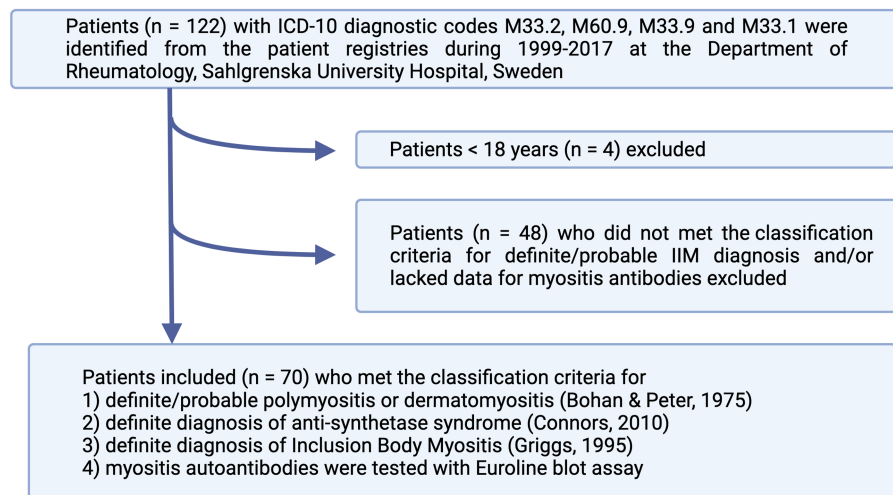 Patients (n = 122) with ICD-10 diagnostic codes M33.2, M60.9, M33.9 and M33.1 were
identified from the patient registries during 1999-2017 at the Department of
Rheumatology, Sahlgrenska University Hospital, Sweden
Patients < 18 years (n = 4) excluded
Patients (n = 48) who did not met the classification
criteria for definite/probable IIM diagnosis and/or
lacked data for myositis antibodies excluded
Patients included (n = 70) who met the classification criteria for
1) definite/probable polymyositis or dermatomyositis (Bohan & Peter, 1975)
2) definite diagnosis of anti-synthetase syndrome (Connors, 2010)
3) definite diagnosis of Inclusion Body Myositis (Griggs, 1995)
4) myositis autoantibodies were tested with Euroline blot assay